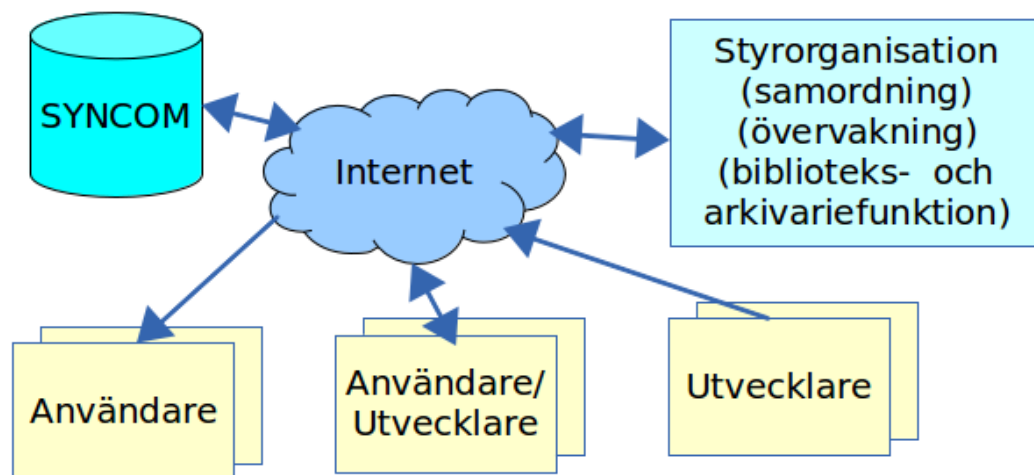 SYNCOM
Internet
Styrorganisation
(samordning)
(övervakning)
(biblioteks- och
arkivariefunktion)
Användare
Användare/
Utvecklare
Utvecklare